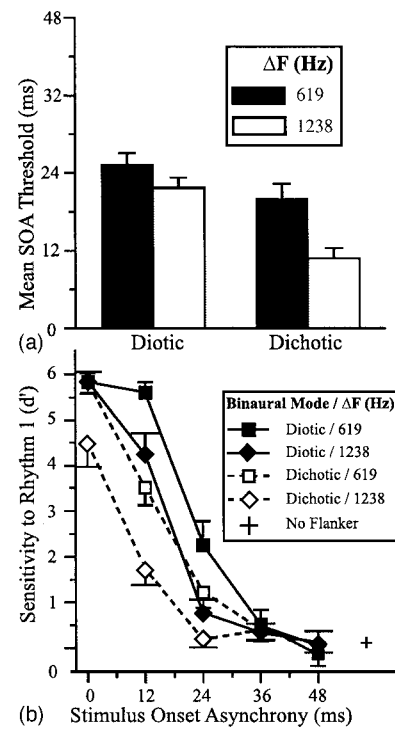 48
36
24
12
0
Mean SOA Threshold (ms)
ΔF (Hz)
619
1238
Diotic
Dichotic
(a)
6
5
4
3
2
1
0
Sensitivity to Rhythm 1 (d')
Binaural Mode / ΔF (Hz)
Diotic / 619
Diotic / 1238
Dichotic / 619
Dichotic / 1238
No Flanker
0
12
24
36
48
(b)
Stimulus Onset Asynchrony (ms)